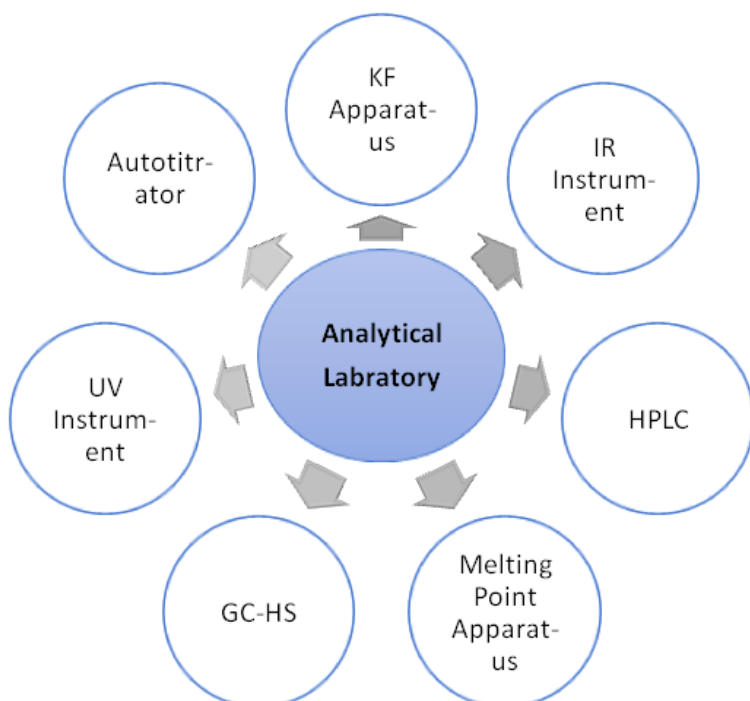 KF
Apparat-
us
IR
Instrum-
ent
HPLC
Melting
Point
Apparat-
us
GC-HS
UV
Instrum-
ent
Autotitr-
ator
Analytical
Labratory